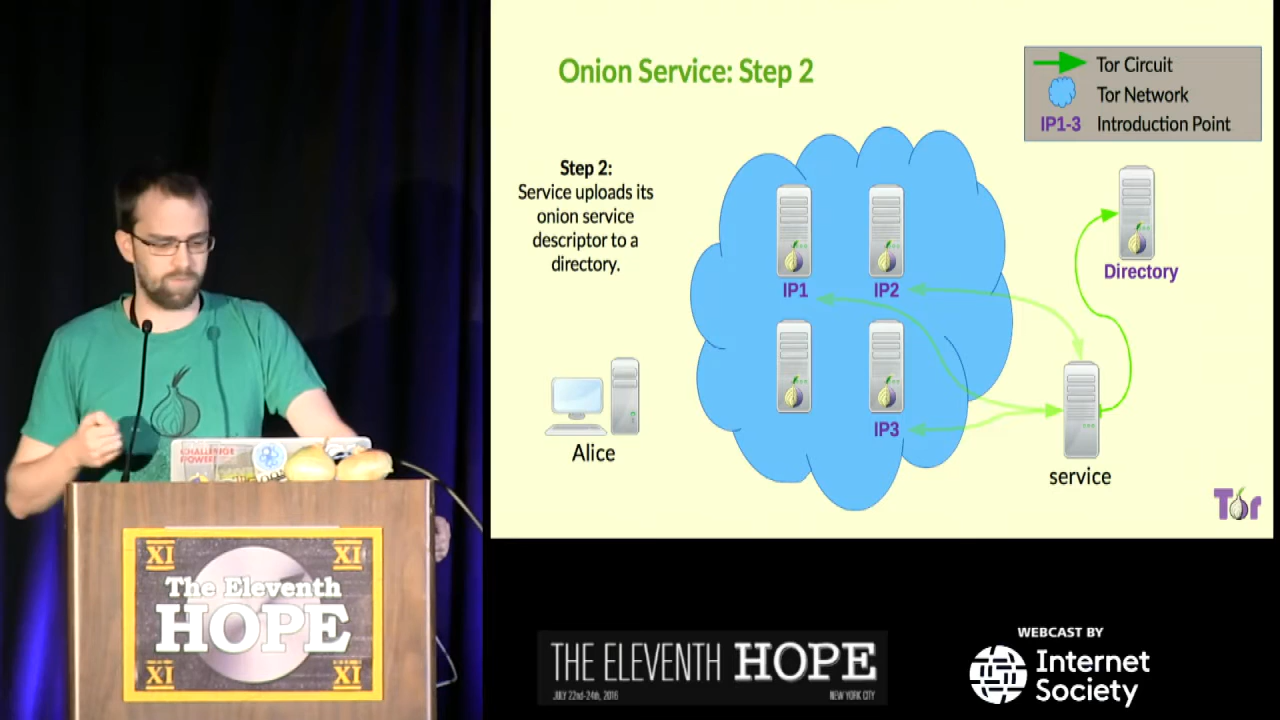 Onion Service: Step 2
Tor Circuit
Tor Network
IP1-3 Introduction Point
Step 2:
Service uploads its
onion service
descriptor to a
directory.
IP1
IP2
IP3
Directory
Alice
service
Tor
XI XI
The Eleventh
HOPE
XI XI
THE ELEVENTH HOPE
JULY 22nd-24th, 2016 NEW YORK CITY
WEBCAST BY
Internet
Society